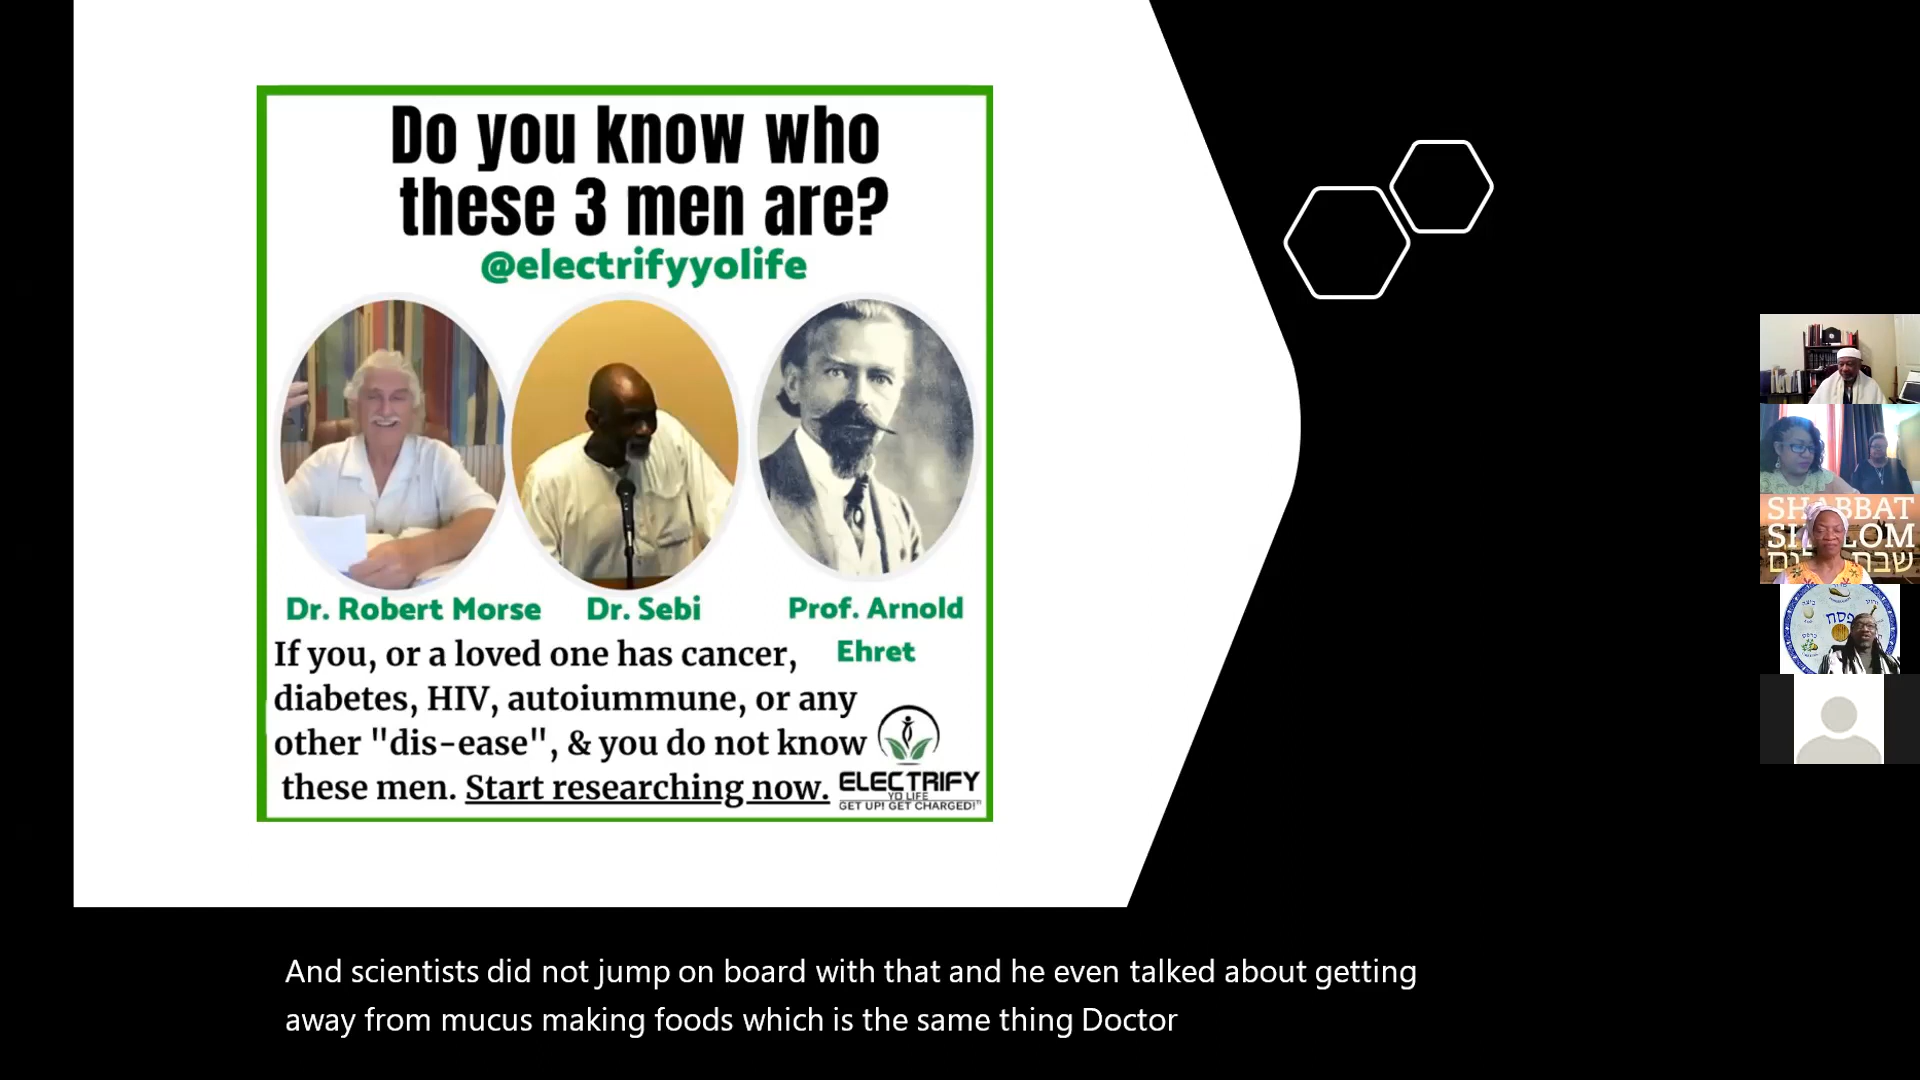 Do you know who
these 3 men are?
@electrifyyolife
Dr. Robert Morse
Dr. Sebi
Prof. Arnold
Ehret
If you, or a loved one has cancer,
diabetes, HIV, autoiummune, or any
other "dis-ease", & you do not know
these men. Start researching now.
ELECTRIFY
YO LIFE
GET UP! GET CHARGED!
SHABBAT
שבת
פסח
And scientists did not jump on board with that and he even talked about getting
away from mucus making foods which is the same thing Doctor